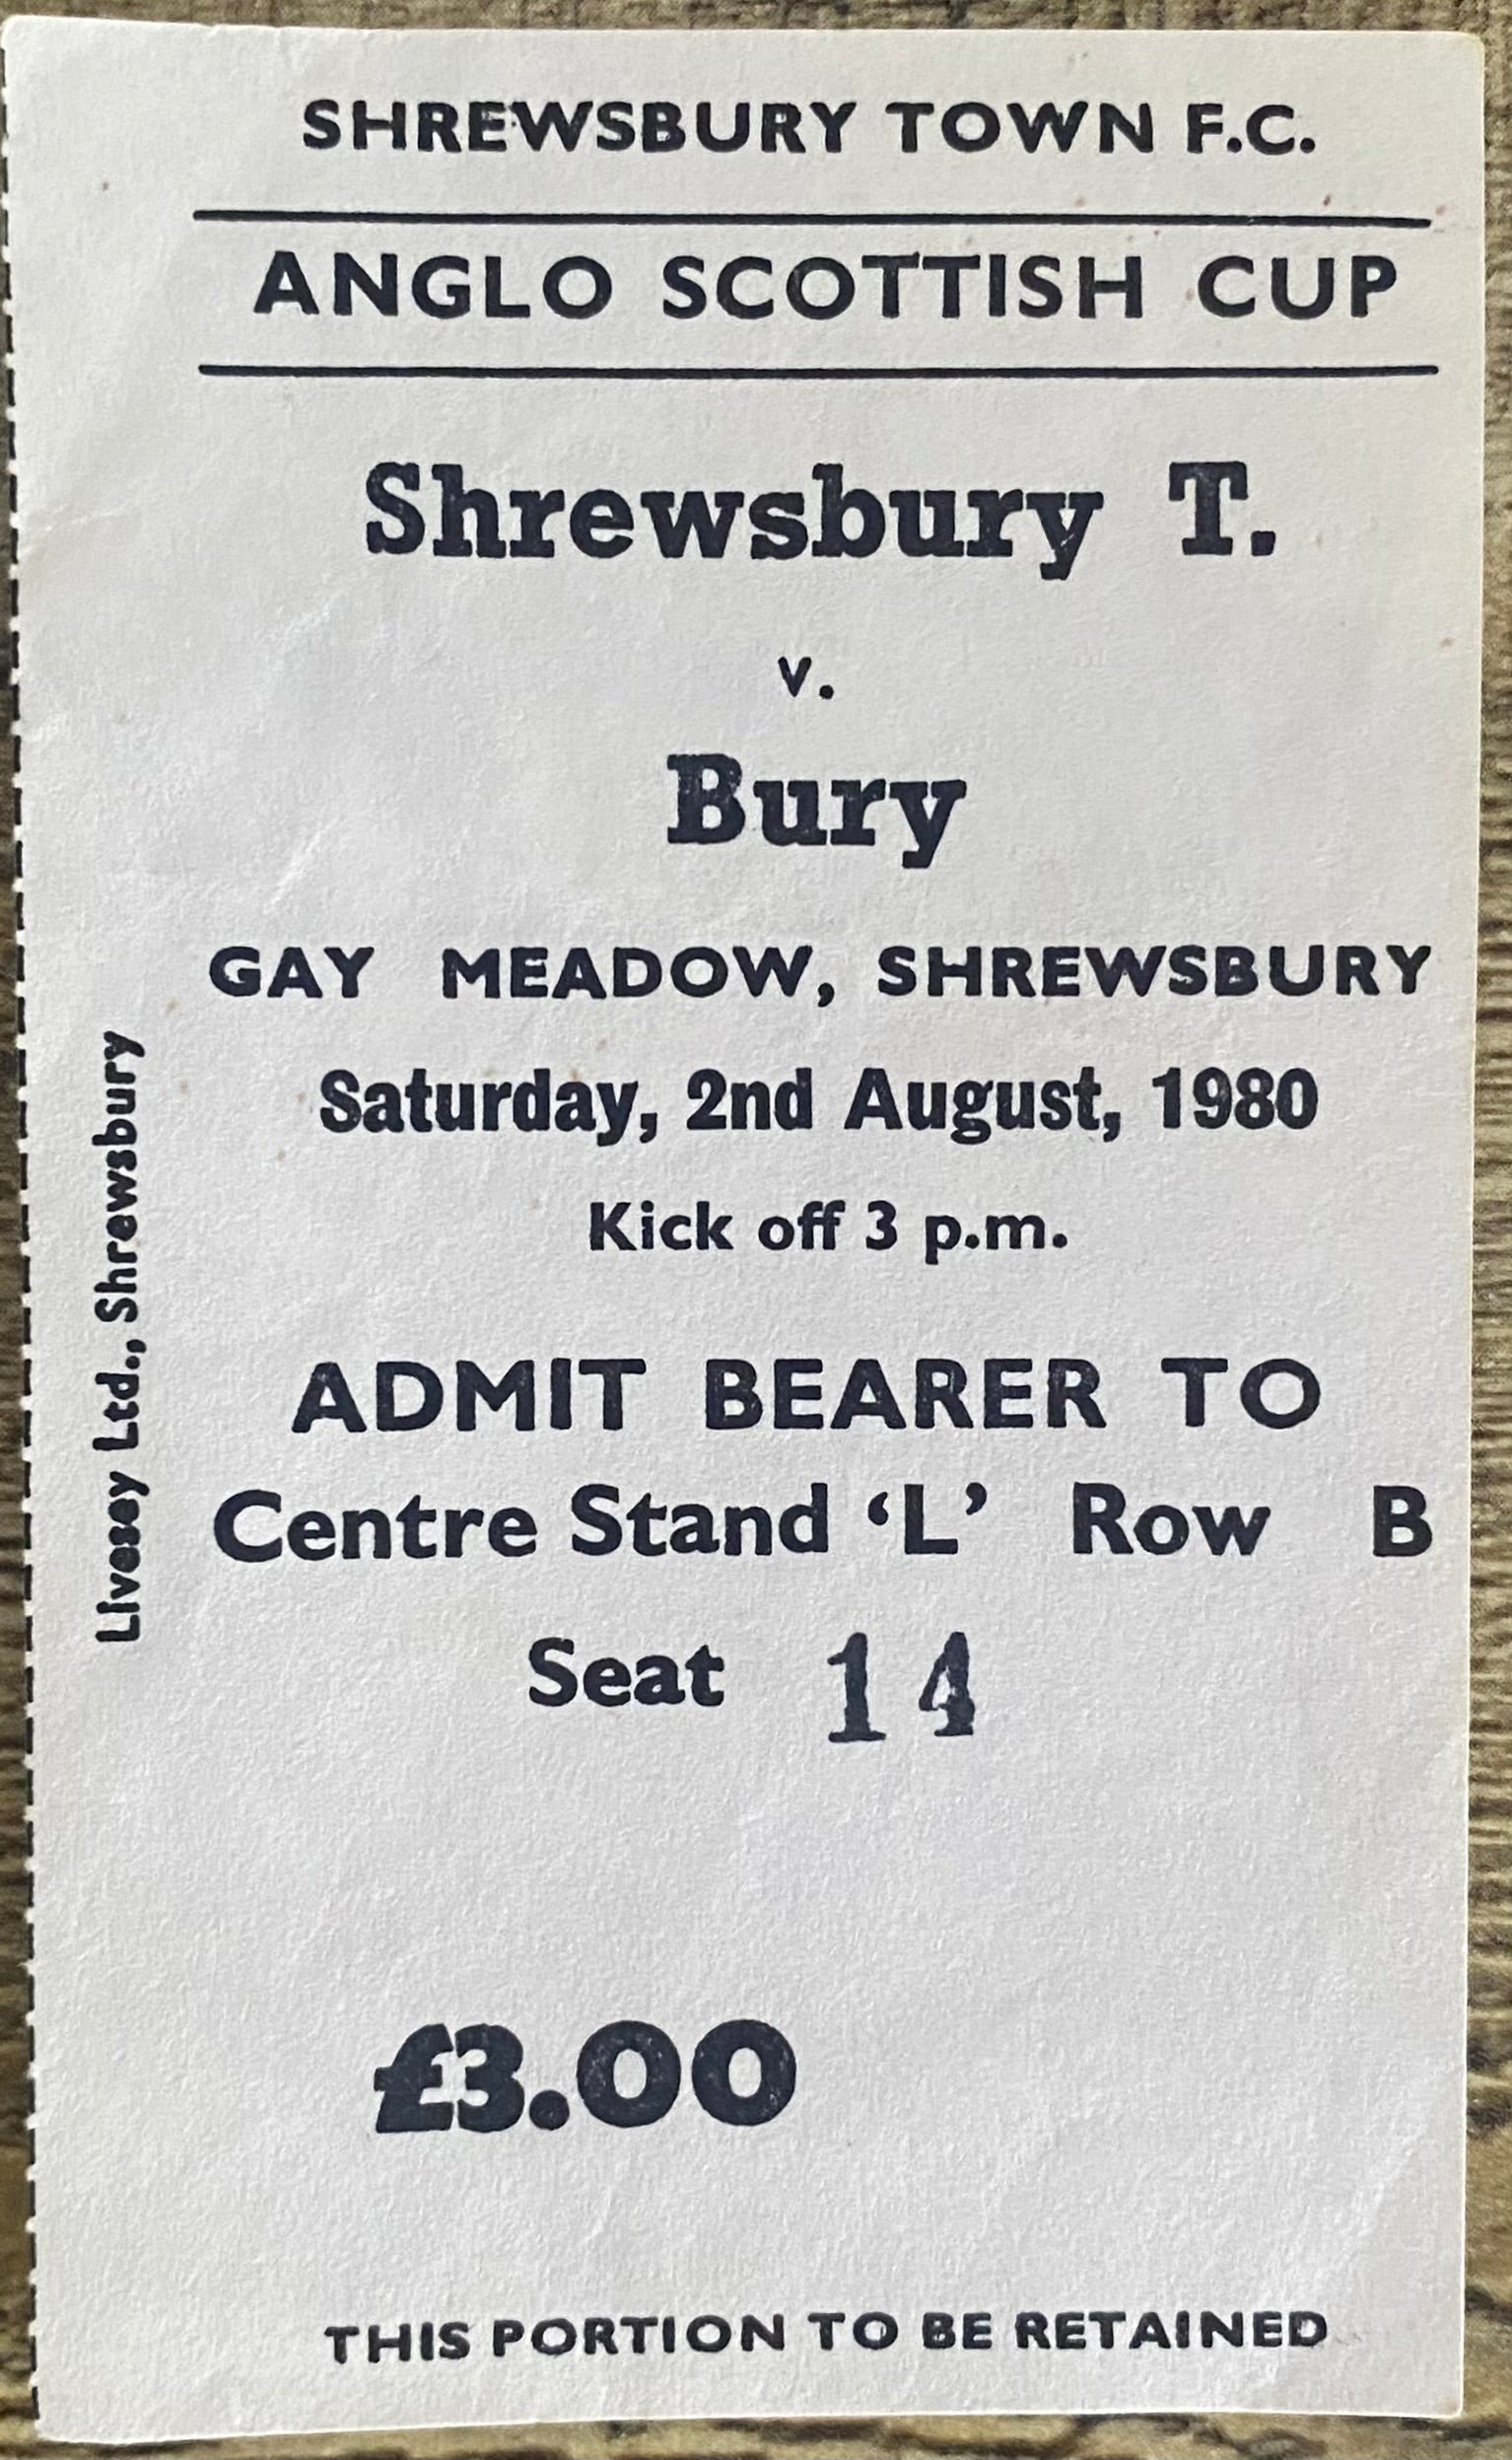 SHREWSBURY TOWN F.C.
ANGLO SCOTTISH CUP
Shrewsbury T.
v.
Bury
GAY MEADOW, SHREWSBURY
Saturday, 2nd August, 1980
Kick off 3 p.m.
ADMIT BEARER TO
Centre Stand ‘L’ Row B
Seat 14
£3.00
THIS PORTION TO BE RETAINED
Livesey Ltd., Shrewsbury